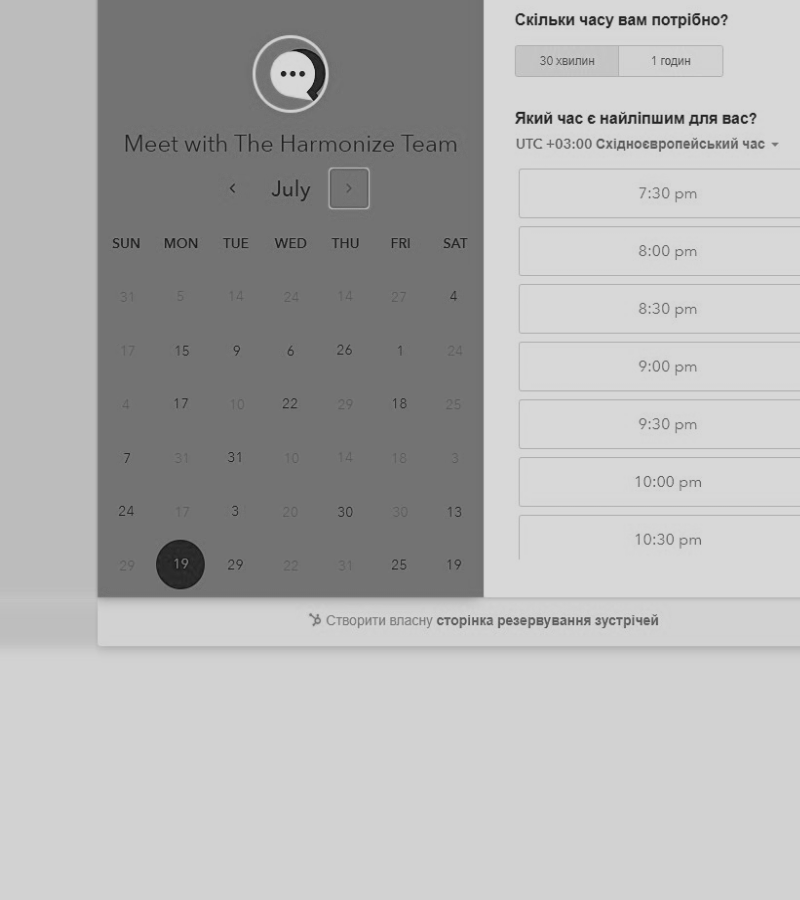 Meet with The Harmonize Team
July
SUN MON TUE WED THU FRI SAT
31 5 14 24 14 27 4
17 15 9 6 26 1 24
4 17 10 22 29 18 25
7 31 31 10 14 18 3
24 17 3 20 30 30 13
29 19 29 22 31 25 19
Скільки часу вам потрібно?
30 хвилин 1 годин
Який час є найліпшим для вас?
UTC +03:00 Східноєвропейський час
7:30 pm
8:00 pm
8:30 pm
9:00 pm
9:30 pm
10:00 pm
10:30 pm
Створити власну сторінка резервування зустрічей